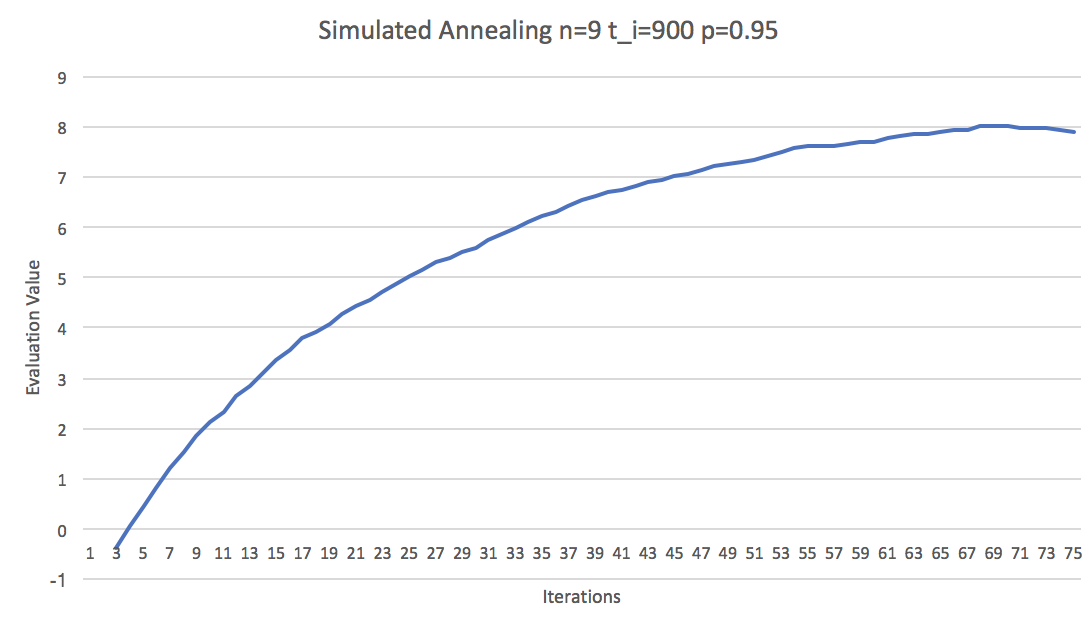 Simulated Annealing n=9 t_i=900 p=0.95
9
8
7
6
5
4
3
2
1
0
-1
Evaluation Value
1 3 5 7 9 11 13 15 17 19 21 23 25 27 29 31 33 35 37 39 41 43 45 47 49 51 53 55 57 59 61 63 65 67 69 71 73 75
Iterations